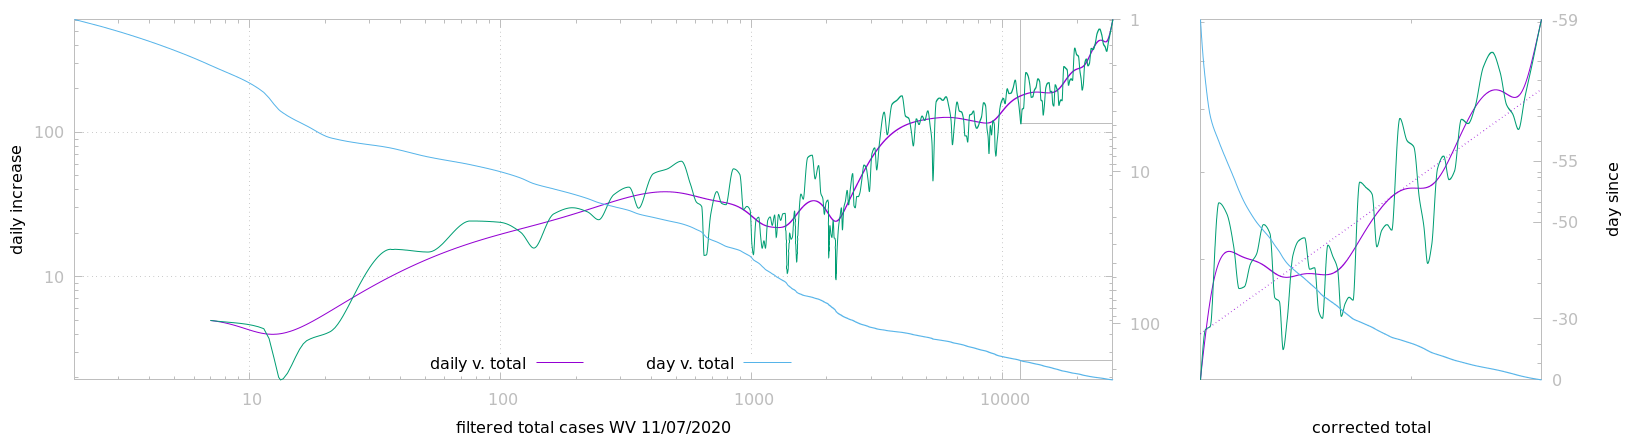 daily increase
100
10
10
100
1000
10000
1
10
100
daily v. total
day v. total
filtered total cases WV 11/07/2020
-59
-55
-50
-30
0
day since
corrected total